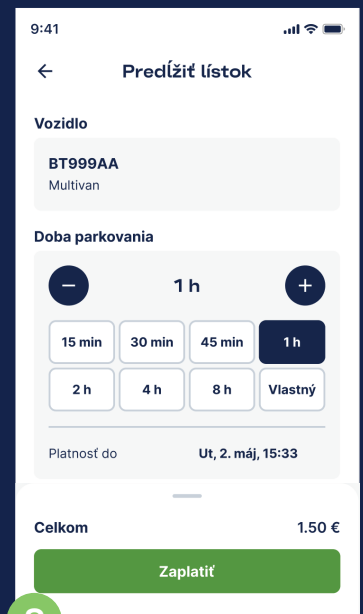 9:41
Predĺžiť lístok
Vozidlo
BT999AA
Multivan
Doba parkovania
1 h
15 min 30 min 45 min 1 h
2 h 4 h 8 h Vlastný
Platnosť do Ut, 2. máj, 15:33
Celkom 1.50 €
Zaplatiť